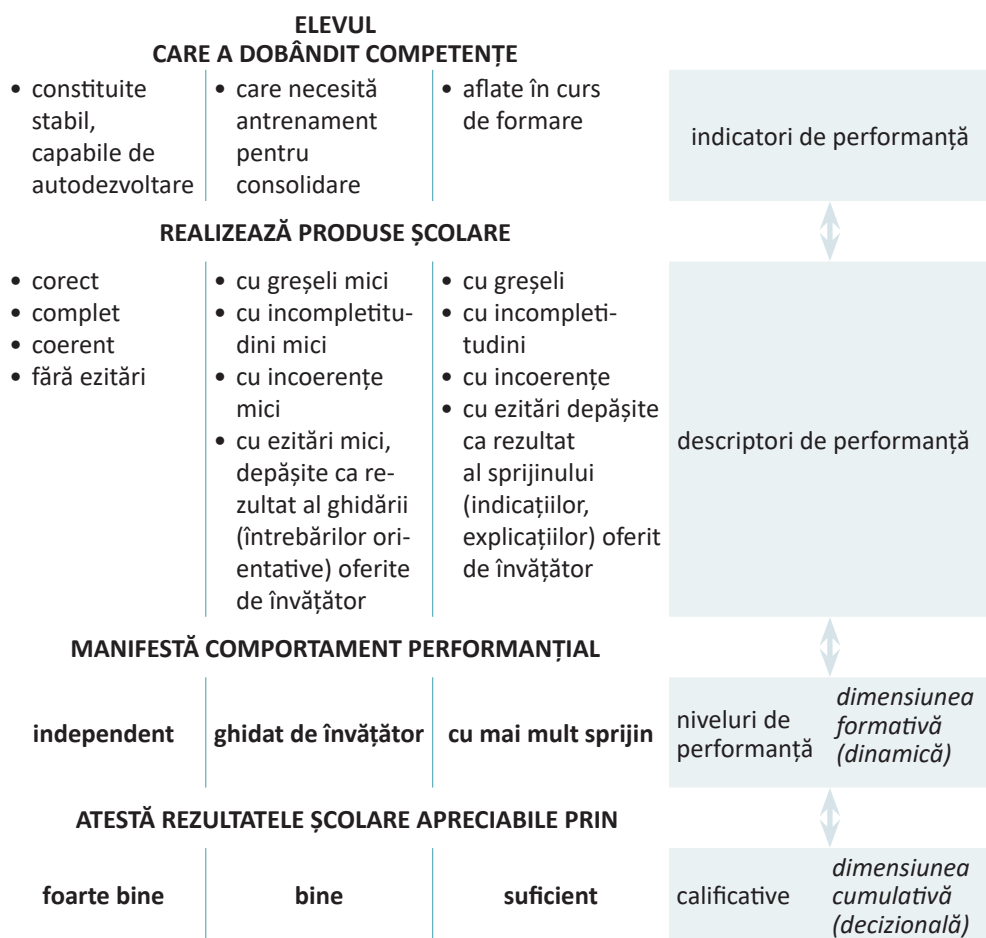 ELEVUL
CARE A DOBÂNDIT COMPETENȚE
• constituite
stabil,
capabile de
autodezvoltare
• care necesită
antrenament
pentru
consolidare
• aflate în curs
de formare
indicatori de performanță
REALIZEAZĂ PRODUSE ȘCOLARE
• corect
• complet
• coerent
• fără ezitări
• cu greșeli mici
• cu incompletitu-
dini mici
• cu incoerențe
mici
• cu ezitări mici,
depășite ca re-
zultat al ghidării
(întrebărilor ori-
entative) oferite
de învățător
• cu greșeli
• cu incompleti-
tudini
• cu incoerențe
• cu ezitări depășite
ca rezultat
al sprijinului
(indicațiilor,
explicațiilor) oferit
de învățător
descriptori de performanță
MANIFESTĂ COMPORTAMENT PERFORMANȚIAL
independent
ghidat de învățător
cu mai mult sprijin
niveluri de
performanță
dimensiunea
formativă
(dinamică)
ATESTĂ REZULTATELE ȘCOLARE APRECIABILE PRIN
foarte bine
bine
suficient
calificative
dimensiunea
cumulativă
(decizională)